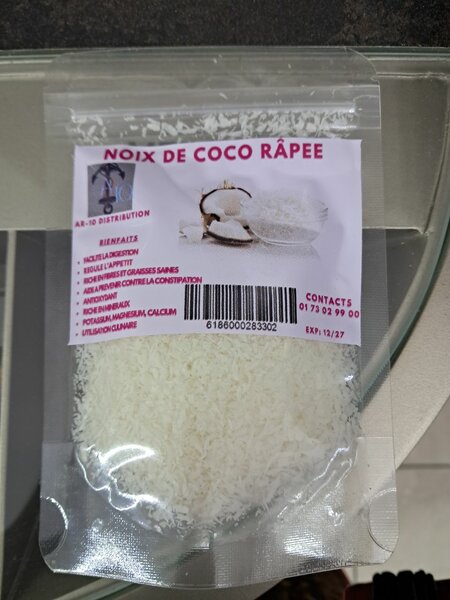 NOIX DE COCO RÂPEE
AR-10 DISTRIBUTION
BIENFAITS
• FACILITE LA DIGESTION
• REGULE L'APPETIT
• RICHE EN FIBRES ET GRAISSES SAINES
• AIDE A PREVENIR CONTRE LA CONSTIPATION
• ANTIOXYDANT
• RICHE EN MINERAUX
• POTASSIUM, MAGNESIUM, CALCIUM
• UTILISATION CULINAIRE
6186000283302
CONTACTS
01 73 02 99 00
EXP: 12/27